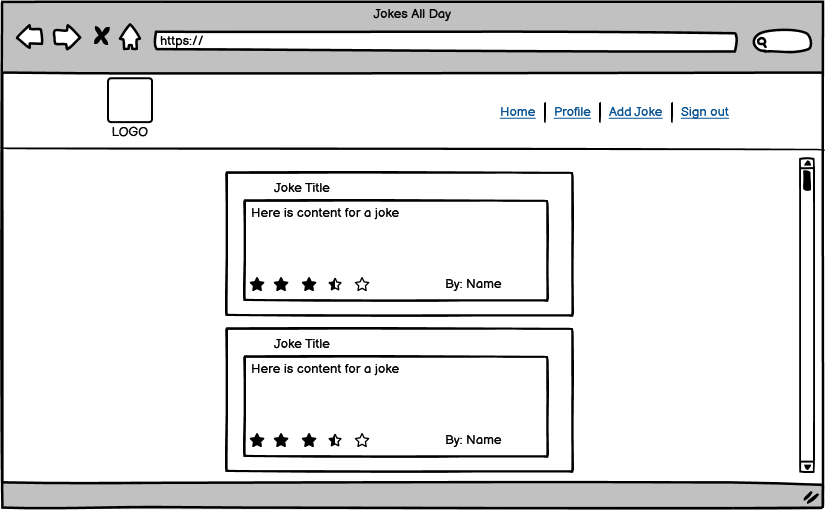 Jokes All Day
https://
LOGO
Home | Profile | Add Joke | Sign out
Joke Title
Here is content for a joke
By: Name
Joke Title
Here is content for a joke
By: Name